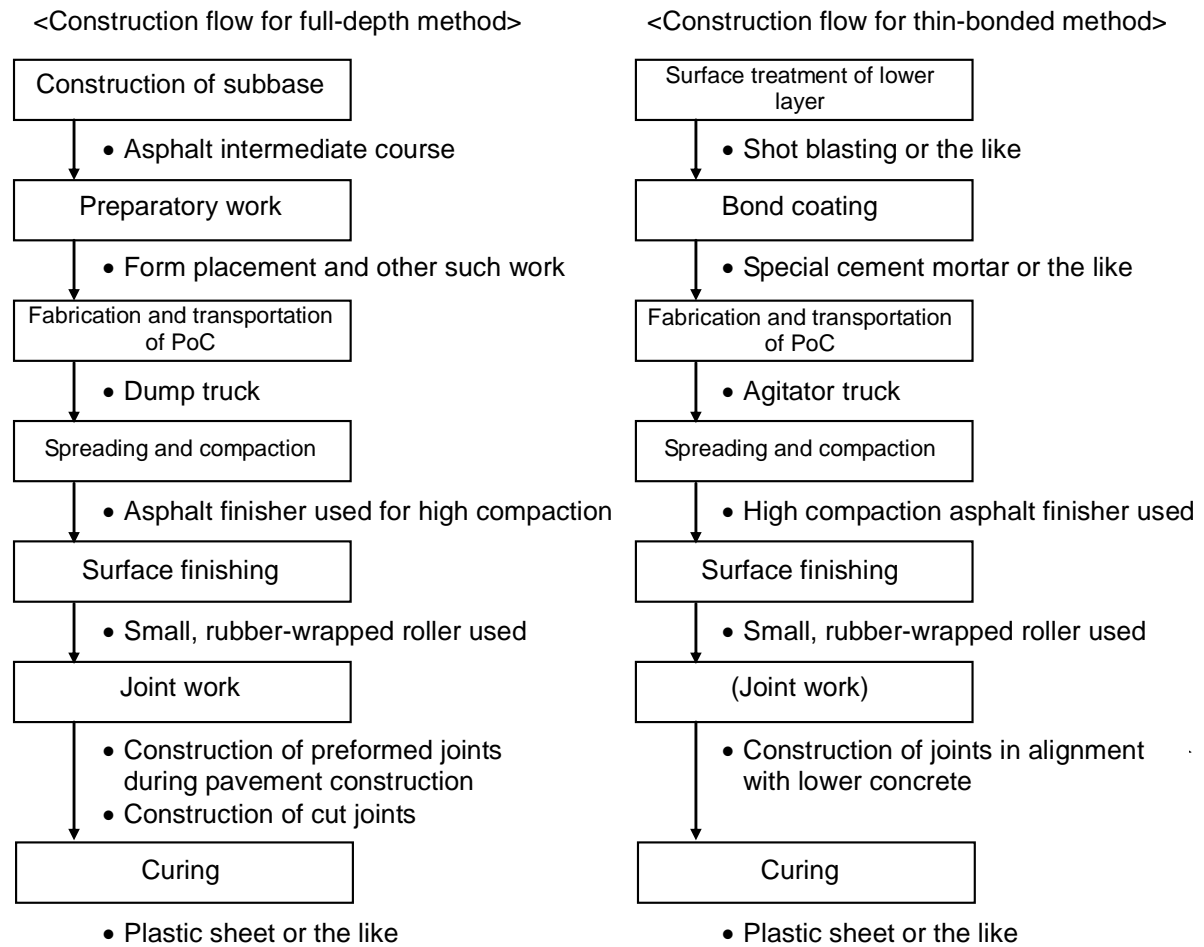 <Construction flow for full-depth method>
Construction of subbase
• Asphalt intermediate course
Preparatory work
• Form placement and other such work
Fabrication and transportation
of PoC
• Dump truck
Spreading and compaction
• Asphalt finisher used for high compaction
Surface finishing
• Small, rubber-wrapped roller used
Joint work
• Construction of preformed joints
during pavement construction
• Construction of cut joints
Curing
• Plastic sheet or the like
<Construction flow for thin-bonded method>
Surface treatment of lower
layer
• Shot blasting or the like
Bond coating
• Special cement mortar or the like
Fabrication and transportation
of PoC
• Agitator truck
Spreading and compaction
• High compaction asphalt finisher used
Surface finishing
• Small, rubber-wrapped roller used
(Joint work)
• Construction of joints in alignment
with lower concrete
Curing
• Plastic sheet or the like